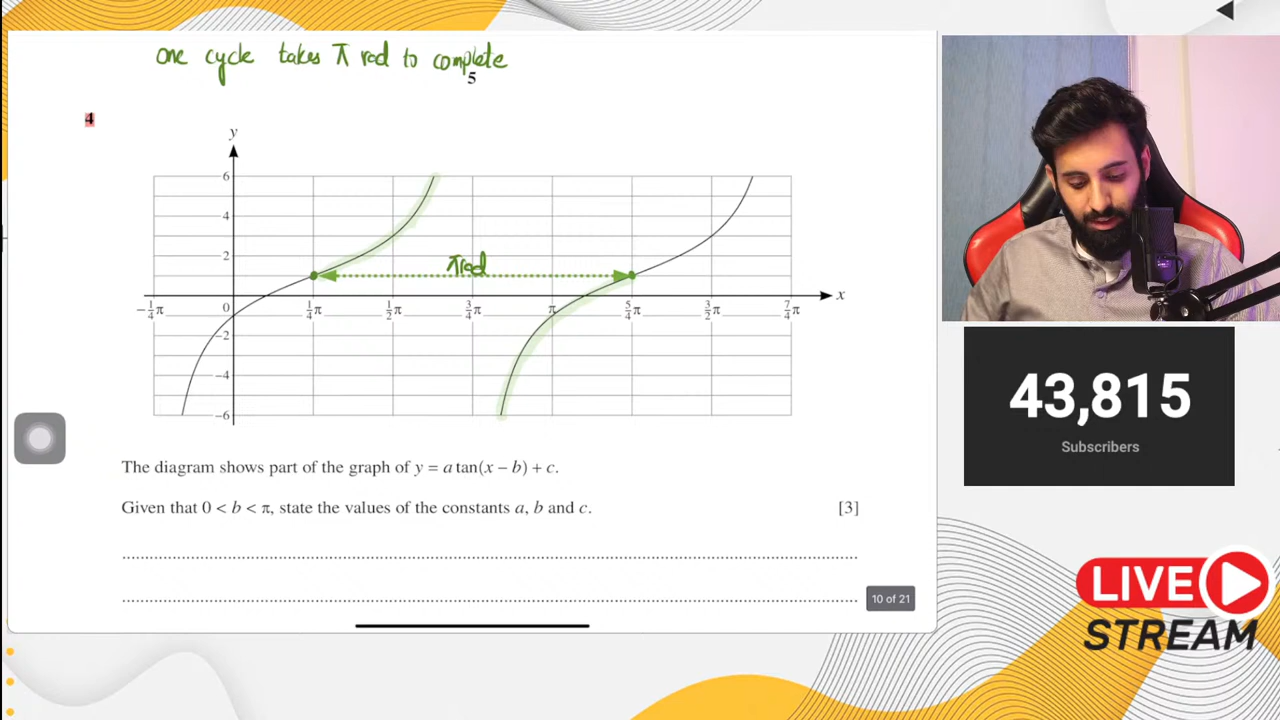 one cycle takes π rad to complete
5
4
y
6
4
2
π rad
x
−1/4π 0 1/4π 1/2π 3/4π π 5/4π 3/2π 7/4π
−2
−4
−6
The diagram shows part of the graph of y = a tan(x − b) + c.
Given that 0 < b < π, state the values of the constants a, b and c. [3]
10 of 21
43,815
Subscribers
LIVE
STREAM